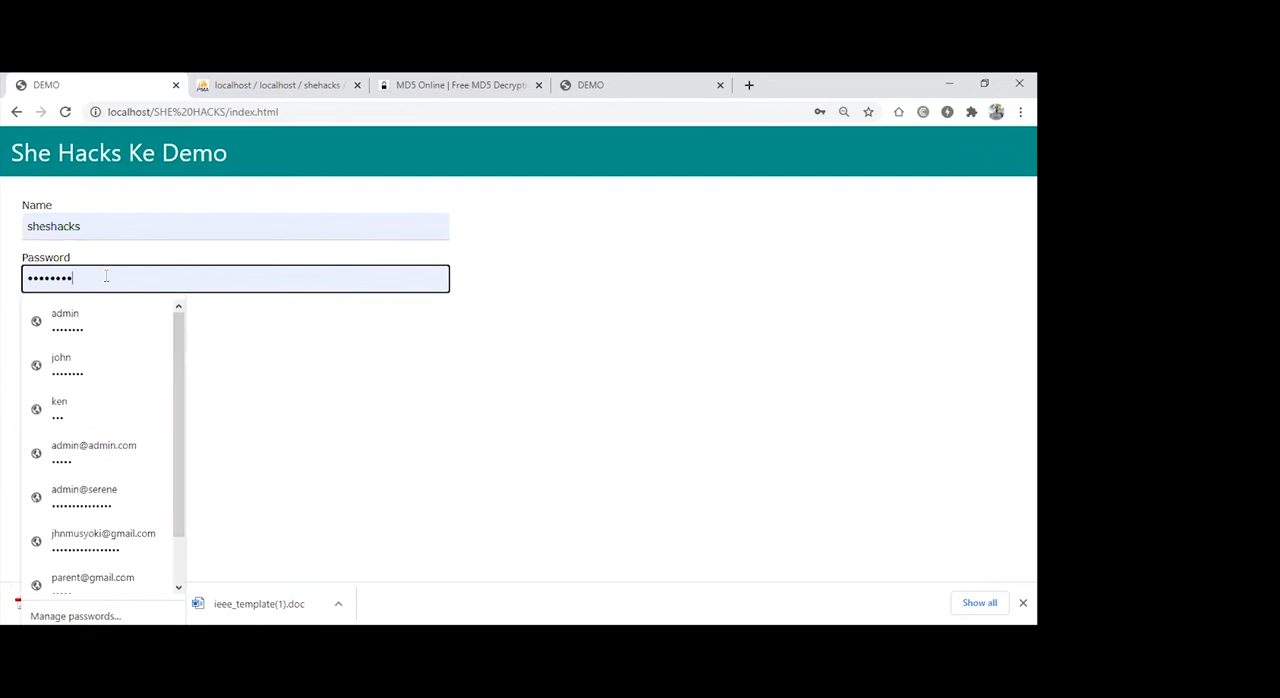 DEMO
localhost / localhost / shehacks /
MD5 Online | Free MD5 Decrypti
DEMO
localhost/SHE%20HACKS/index.html
She Hacks Ke Demo
Name
sheshacks
Password
••••••••
admin
••••••••
john
••••••••
ken
•••
admin@admin.com
•••••
admin@serene
•••••••••••••••
jhnmusyoki@gmail.com
•••••••••••••••••
parent@gmail.com
•••••
Manage passwords...
ieee_template(1).doc
Show all